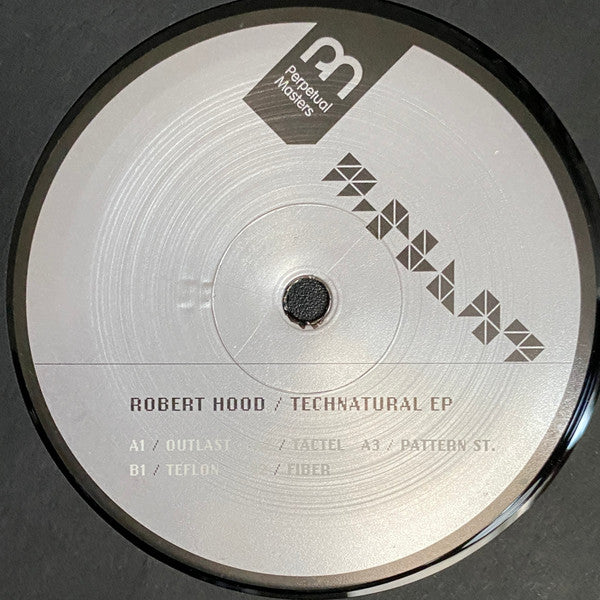 Perpetual
Masters
ROBERT HOOD / TECHNATURAL EP
A1 / OUTLAST / TACTEL A3 / PATTERN ST.
B1 / TEFLON / FIBER